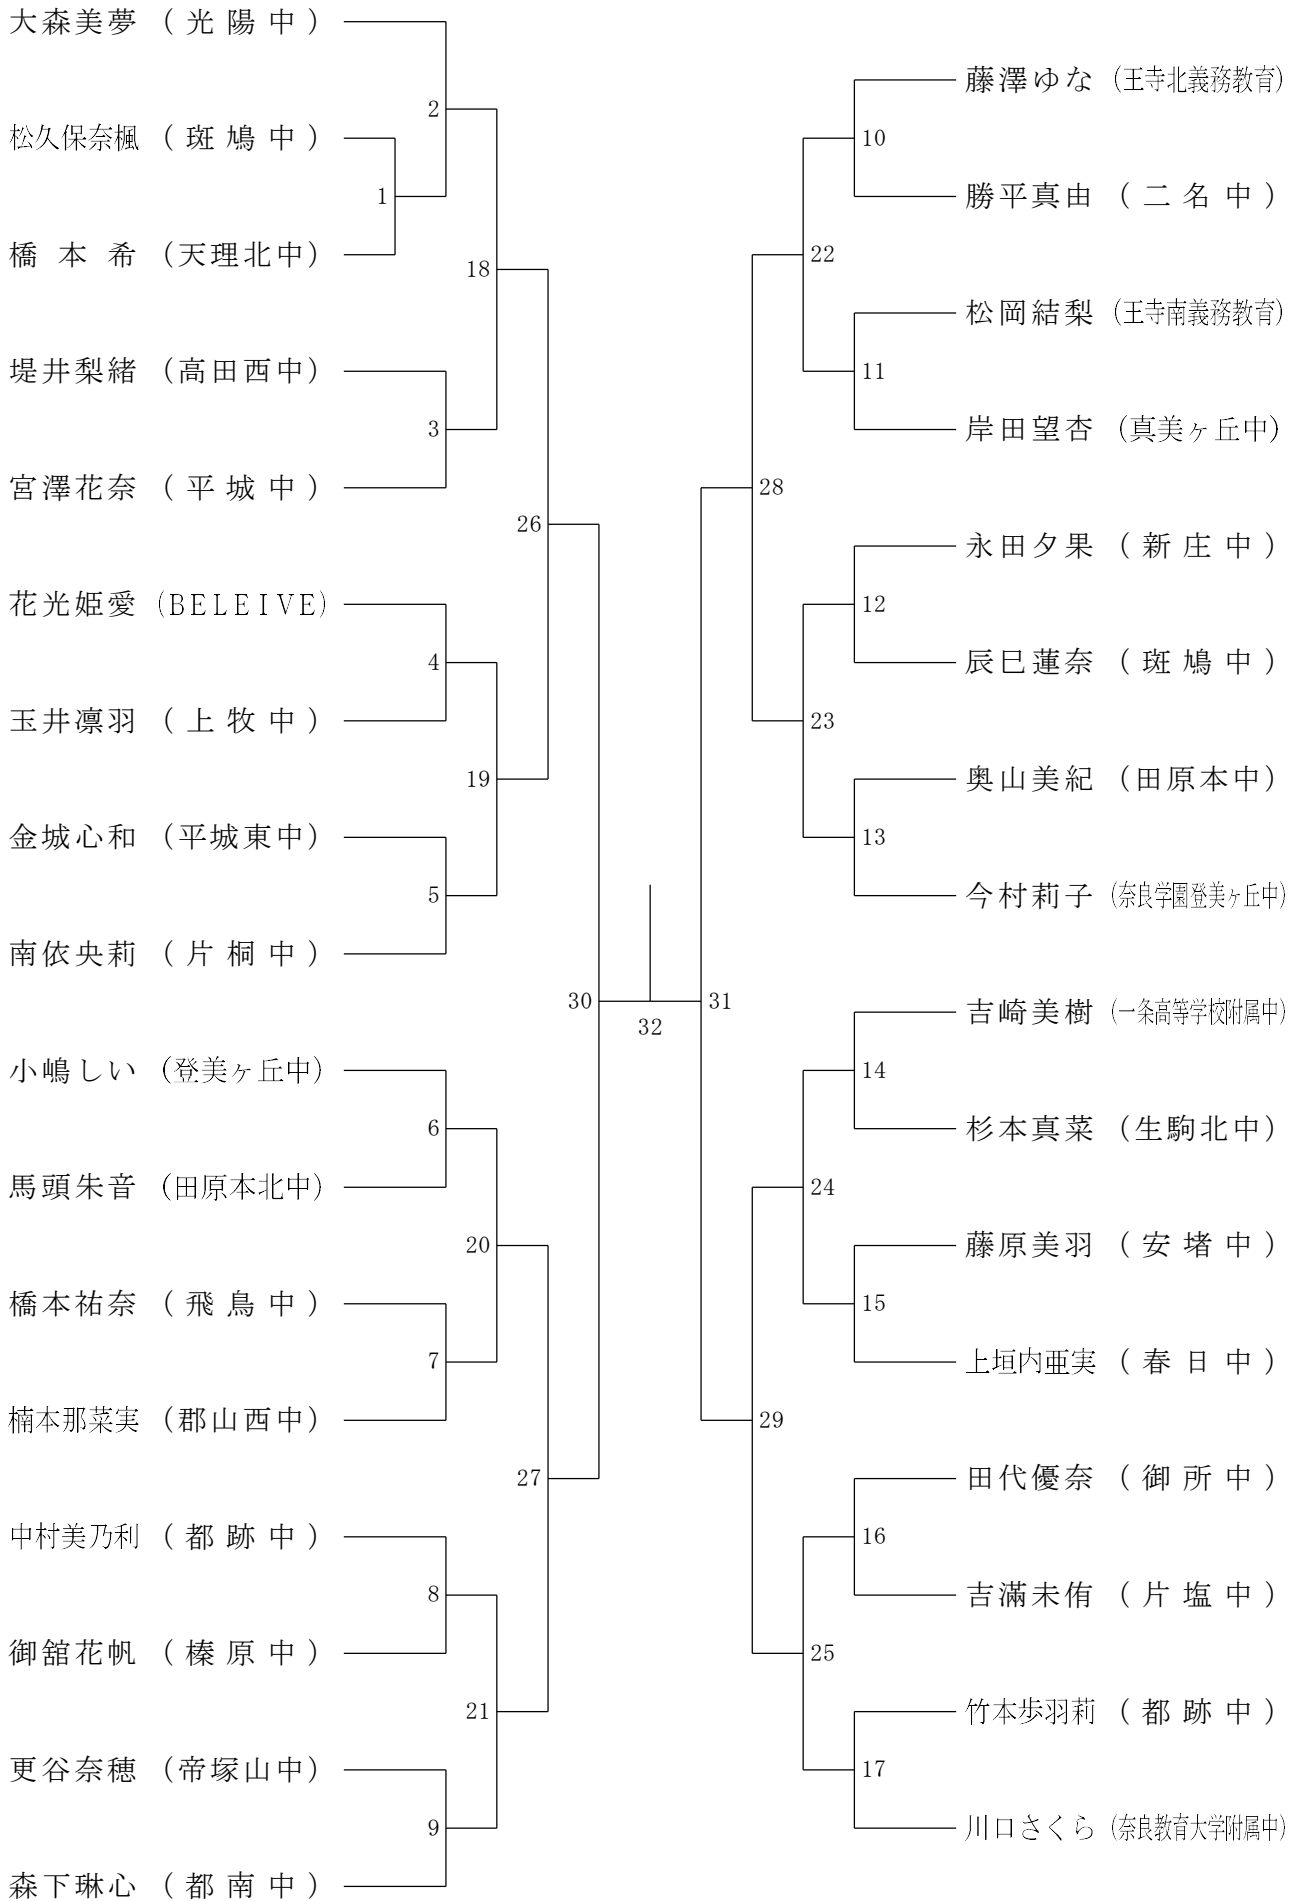 大森美夢 (光陽中)
2
松久保奈楓 (斑鳩中)
1
橋本希 (天理北中)
18
堤井梨緒 (高田西中)
3
宮澤花奈 (平城中)
26
花光姫愛 (BELEIVE)
4
玉井凛羽 (上牧中)
19
金城心和 (平城東中)
5
南依央莉 (片桐中)
30
小嶋しい (登美ヶ丘中)
6
馬頭朱音 (田原本北中)
20
橋本祐奈 (飛鳥中)
7
楠本那菜実 (郡山西中)
27
中村美乃利 (都跡中)
8
御舘花帆 (榛原中)
21
更谷奈穂 (帝塚山中)
9
森下琳心 (都南中)
32
藤澤ゆな (王寺北義務教育)
10
勝平真由 (二名中)
22
松岡結梨 (王寺南義務教育)
11
岸田望杏 (真美ヶ丘中)
28
永田夕果 (新庄中)
12
辰巳蓮奈 (斑鳩中)
23
奥山美紀 (田原本中)
13
今村莉子 (奈良学園登美ヶ丘中)
31
吉崎美樹 (一条高等学校附属中)
14
杉本真菜 (生駒北中)
24
藤原美羽 (安堵中)
15
上垣内亜実 (春日中)
29
田代優奈 (御所中)
16
吉滿未侑 (片塩中)
25
竹本歩羽莉 (都跡中)
17
川口さくら (奈良教育大学附属中)